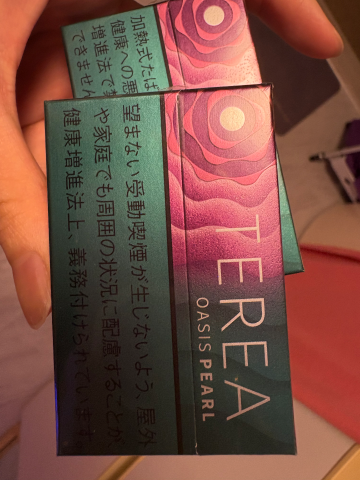 加熱式たば
健康への悪
増進法で禁
できません
望まない受動喫煙が生じないよう、屋外
や家庭でも周囲の状況に配慮することが
健康増進法上、義務付けられています
TEREA
OASIS PEARL